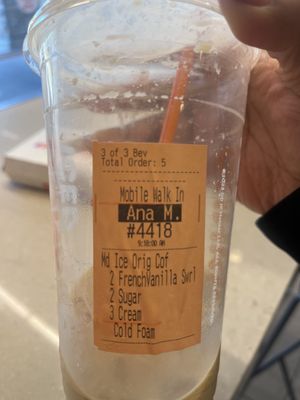 3 of 3 Bev
Total Order: 5
Mobile Walk In
Ana M.
#4418
Md Ice Orig Cof
2 FrenchVanilla Swrl
2 Sugar
3 Cream
Cold Foam